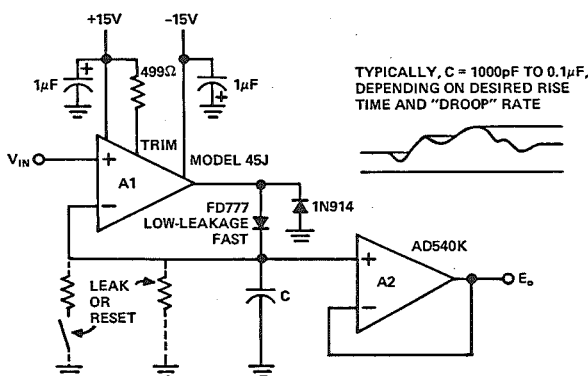 +15V
-15V
1μF
+
499Ω
1μF
+
TRIM
MODEL 45J
V_IN
+
A1
−
FD777
LOW-LEAKAGE
FAST
1N914
LEAK
OR
RESET
C
AD540K
+
A2
−
E_o
TYPICALLY, C = 1000pF TO 0.1μF,
DEPENDING ON DESIRED RISE
TIME AND "DROOP" RATE